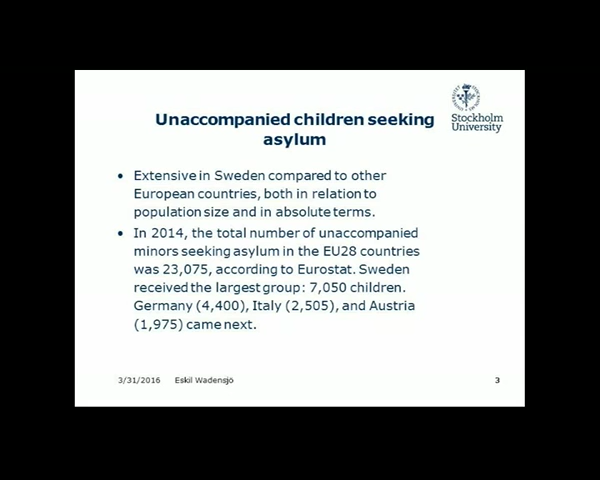 Unaccompanied children seeking
asylum
Stockholm
University
• Extensive in Sweden compared to other
European countries, both in relation to
population size and in absolute terms.
• In 2014, the total number of unaccompanied
minors seeking asylum in the EU28 countries
was 23,075, according to Eurostat. Sweden
received the largest group: 7,050 children.
Germany (4,400), Italy (2,505), and Austria
(1,975) came next.
3/31/2016 Eskil Wadensjö 3